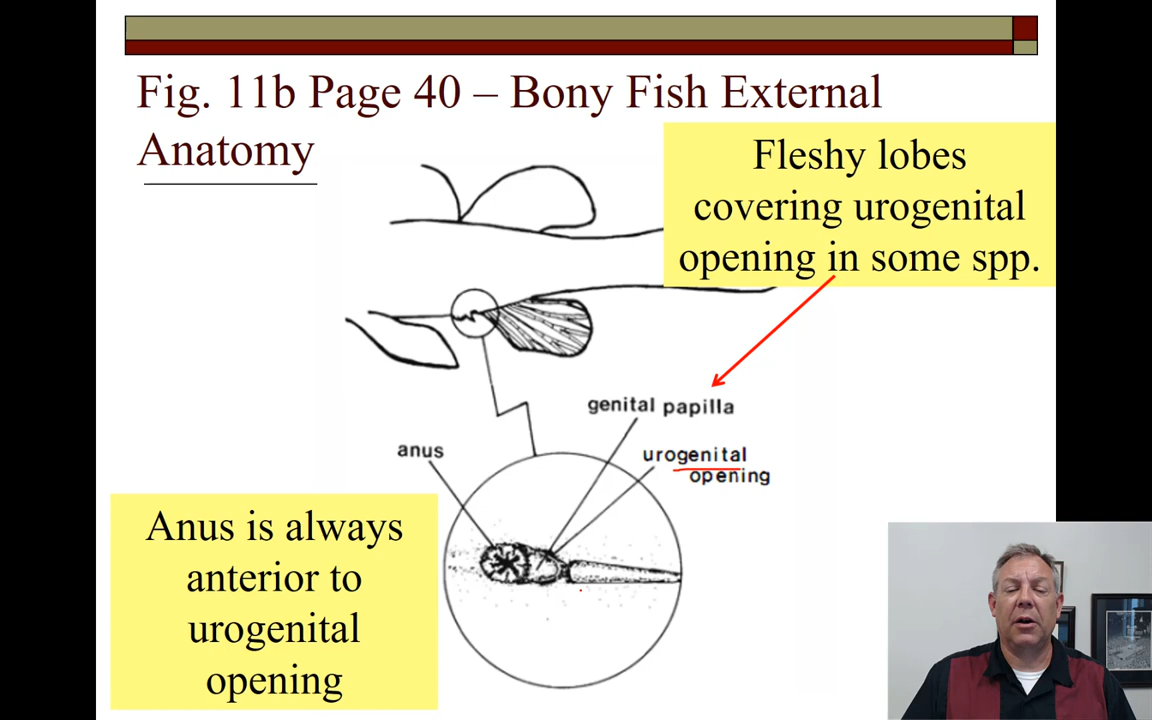 Fig. 11b Page 40 – Bony Fish External
Anatomy
Fleshy lobes
covering urogenital
opening in some spp.
genital papilla
anus
urogenital
opening
Anus is always
anterior to
urogenital
opening